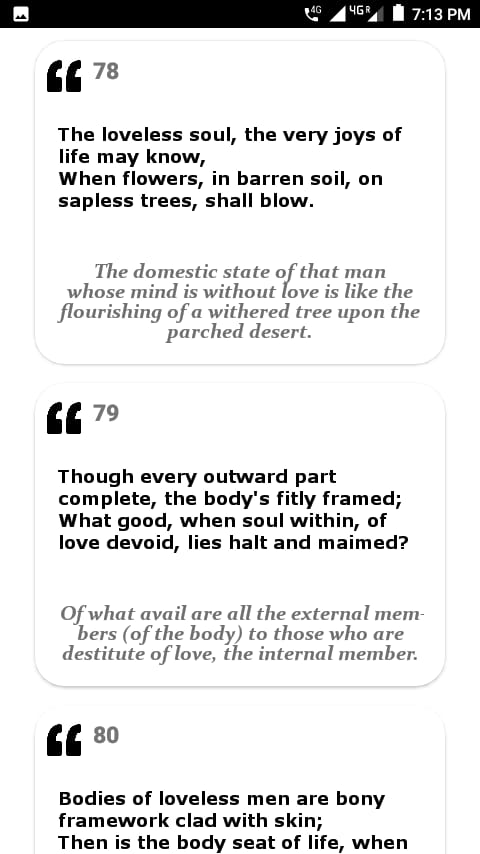 4G 4G R 7:13 PM
78
The loveless soul, the very joys of
life may know,
When flowers, in barren soil, on
sapless trees, shall blow.
The domestic state of that man
whose mind is without love is like the
flourishing of a withered tree upon the
parched desert.
79
Though every outward part
complete, the body's fitly framed;
What good, when soul within, of
love devoid, lies halt and maimed?
Of what avail are all the external mem-
bers (of the body) to those who are
destitute of love, the internal member.
80
Bodies of loveless men are bony
framework clad with skin;
Then is the body seat of life, when